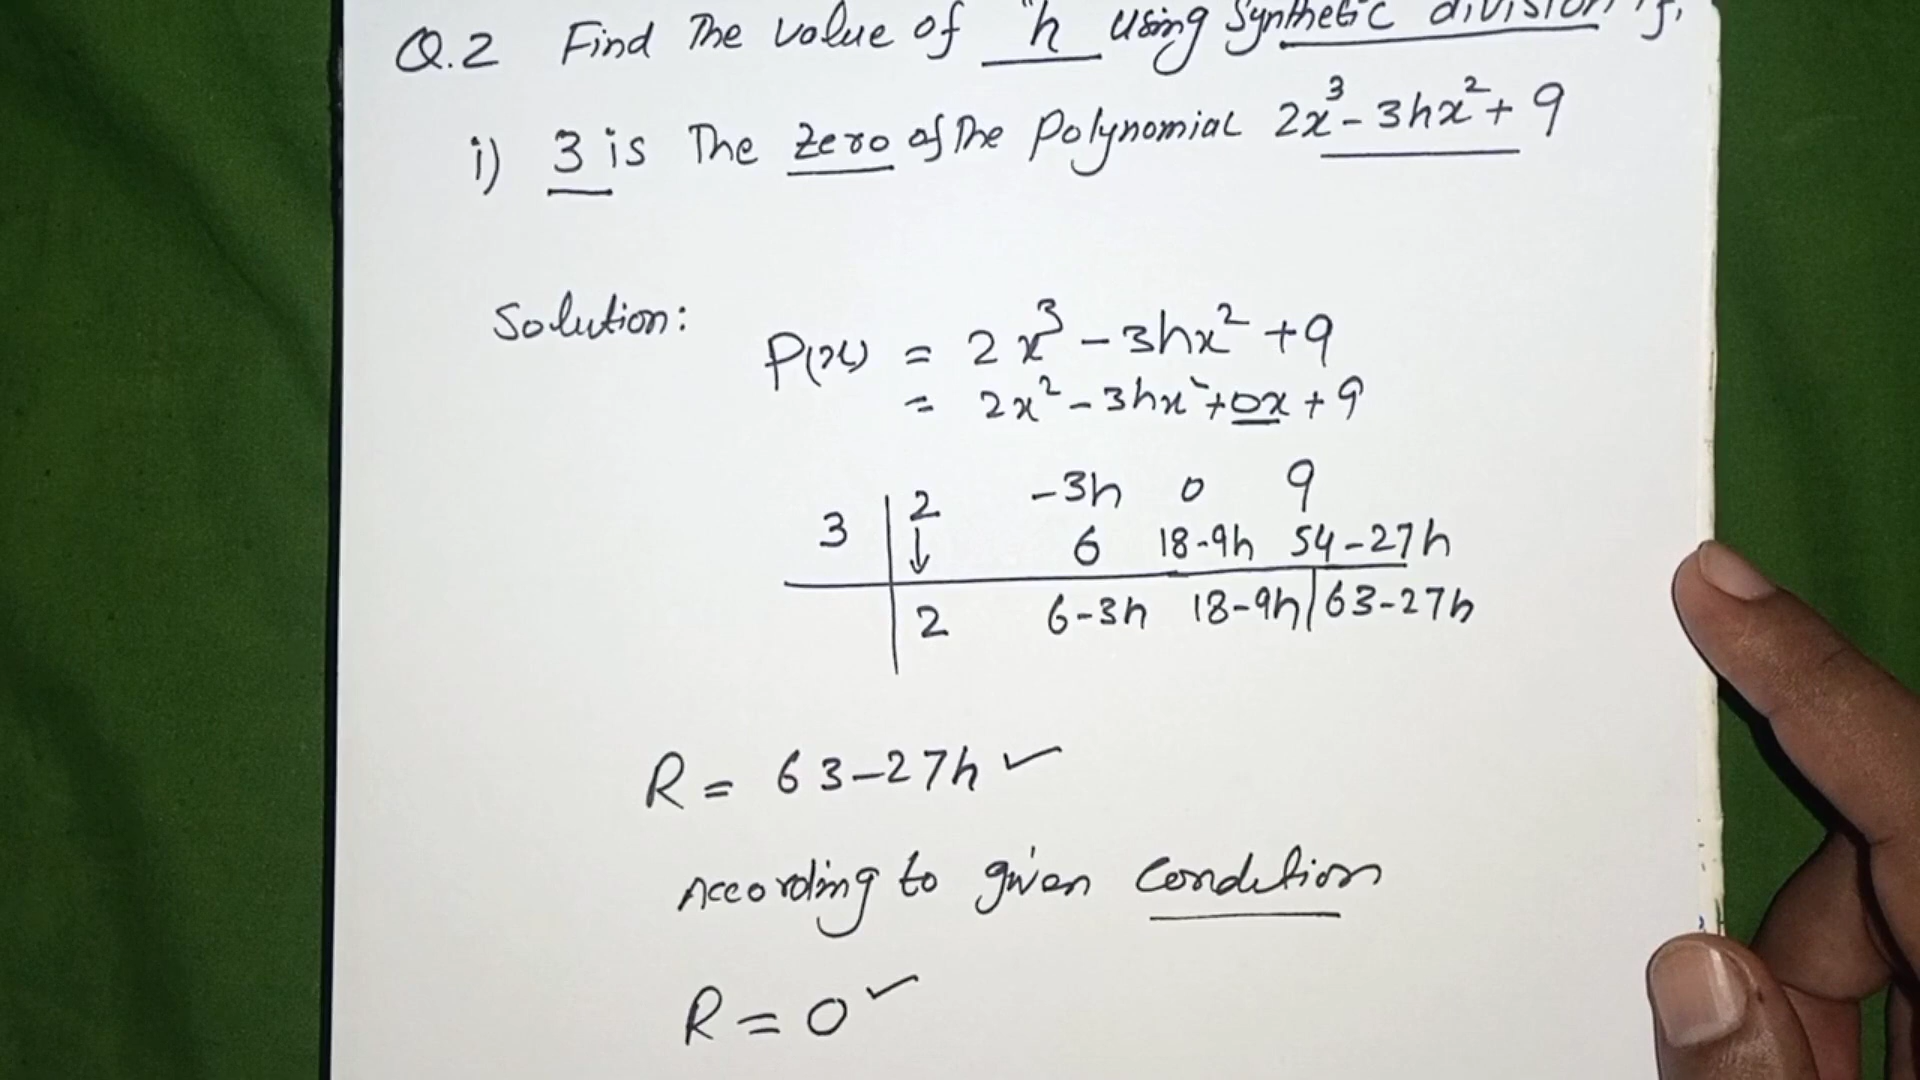 Q.2 Find The value of "h using Synthetic division if,
i) 3 is The zero of The Polynomial 2x³-3hx²+9
Solution:
P(x) = 2x³-3hx²+9
= 2x²-3hx²+0x+9
3 | 2 -3h 0 9
↓ 6 18-9h 54-27h
2 6-3h 18-9h | 63-27h
R = 63-27h ✓
According to given Condition
R = 0 ✓